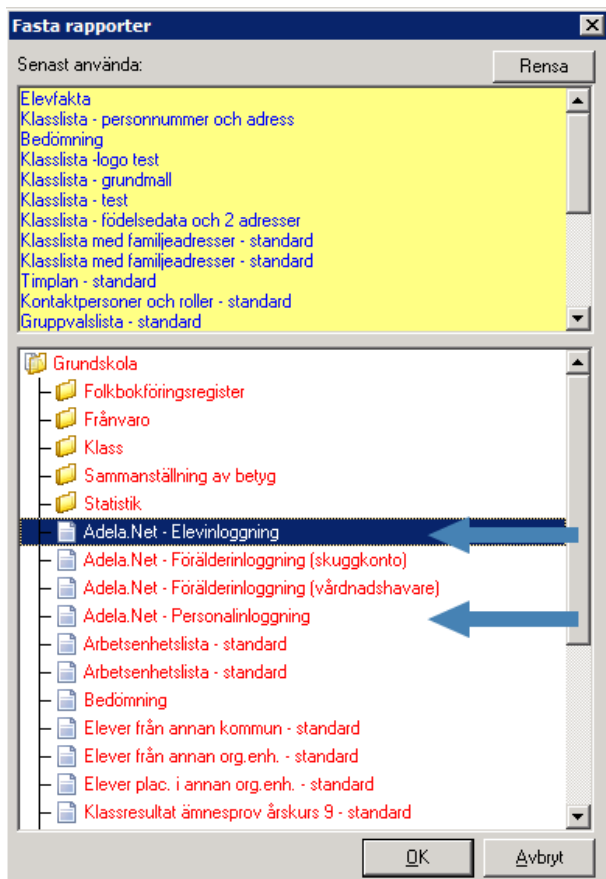 Fasta rapporter
Senast använda:
Rensa
Elevfakta
Klasslista - personnummer och adress
Bedömning
Klasslista -logo test
Klasslista - grundmall
Klasslista - test
Klasslista - födelsedata och 2 adresser
Klasslista med familjeadresser - standard
Klasslista med familjeadresser - standard
Timplan - standard
Kontaktpersoner och roller - standard
Gruppvalslista - standard
Grundskola
Folkbokföringsregister
Frånvaro
Klass
Sammanställning av betyg
Statistik
Adela.Net - Elevinloggning
Adela.Net - Förälderinloggning (skuggkonto)
Adela.Net - Förälderinloggning (vårdnadshavare)
Adela.Net - Personalinloggning
Arbetsenhetslista - standard
Arbetsenhetslista - standard
Bedömning
Elever från annan kommun - standard
Elever från annan org.enh. - standard
Elever plac. i annan org.enh. - standard
Klassresultat ämnesprov årskurs 9 - standard
OK
Avbryt